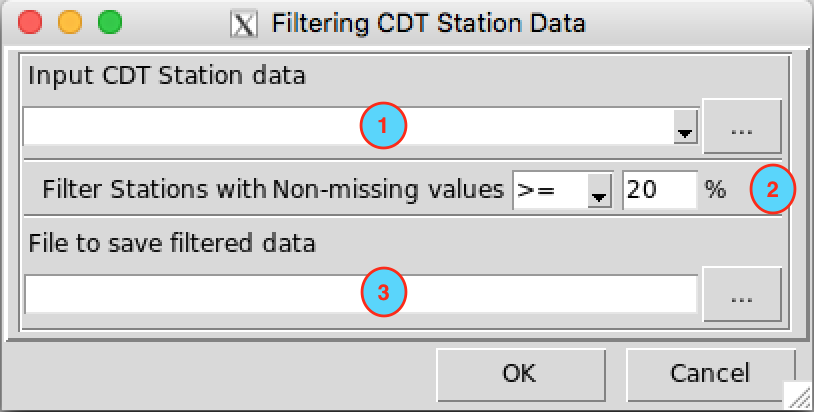 X Filtering CDT Station Data
Input CDT Station data
1 ...
Filter Stations with Non-missing values >= 20 % 2
File to save filtered data
3 ...
OK Cancel